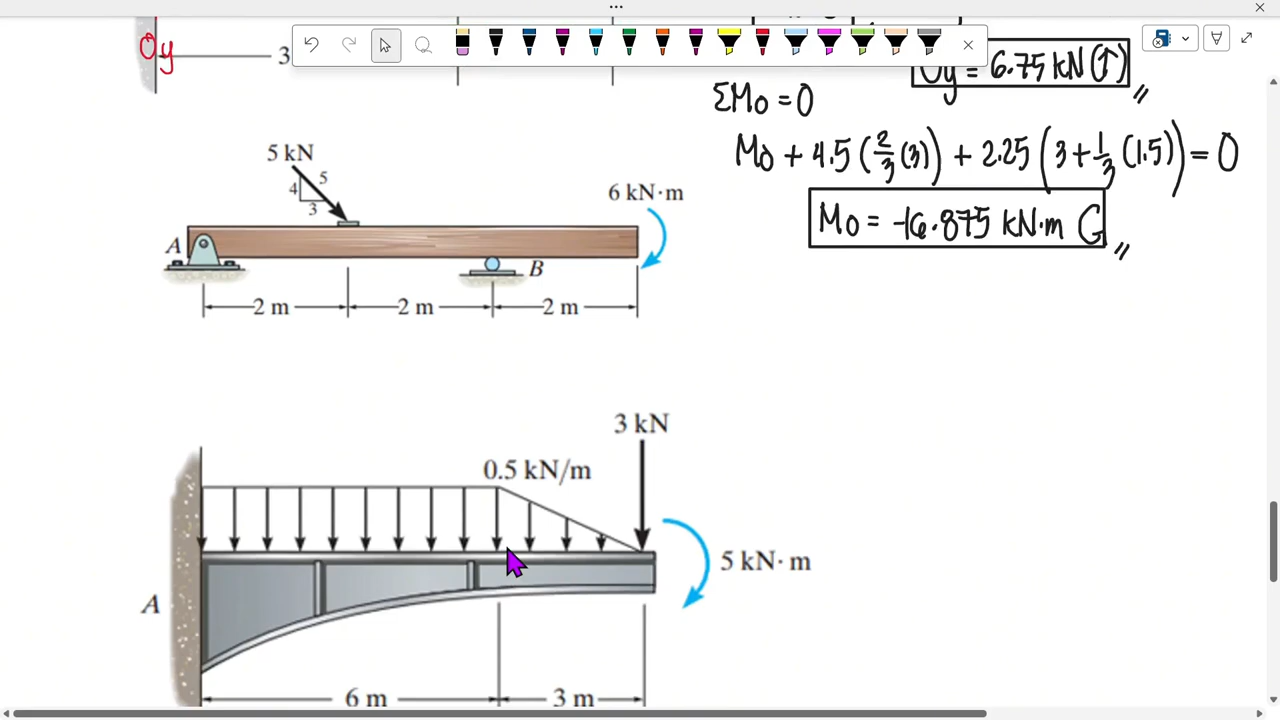 Oy
3
Oy = 6.75 kN (↑)
ΣMo = 0
Mo + 4.5 (2/3 (3)) + 2.25 (3 + 1/3 (1.5)) = 0
Mo = -16.875 kN·m
5 kN
4 5
3
6 kN·m
A
B
2 m 2 m 2 m
3 kN
0.5 kN/m
5 kN·m
A
6 m 3 m